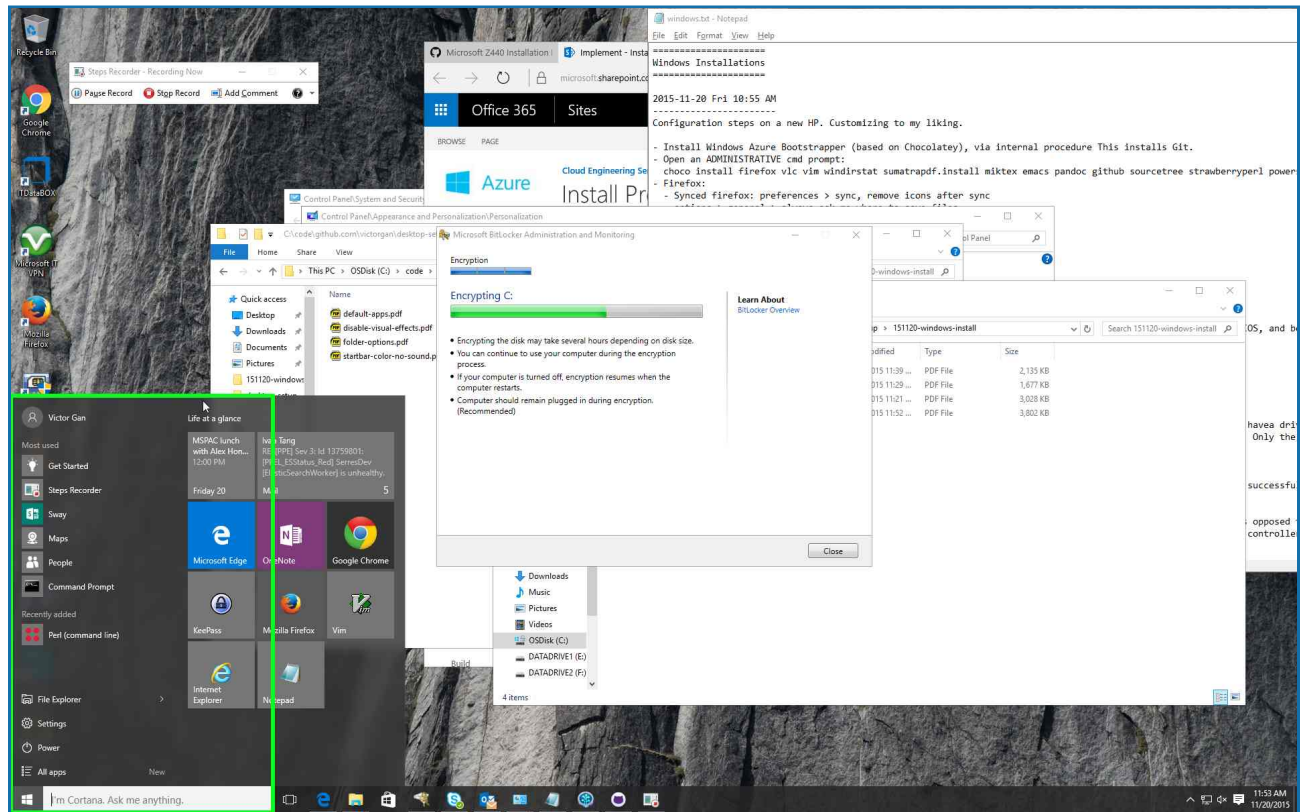 Recycle Bin
Google Chrome
TDataBOX
Microsoft IT VPN
Mozilla Firefox
Steps Recorder - Recording Now
Pause Record Stop Record Add Comment
Microsoft Z440 Installation
Implement - Insta
microsoft.sharepoint.co
Office 365 Sites
BROWSE PAGE
Azure
Cloud Engineering Se
Install Pr
windows.txt - Notepad
File Edit Format View Help
=====================
Windows Installations
=====================
2015-11-20 Fri 10:55 AM
-----------------------
Configuration steps on a new HP. Customizing to my liking.
- Install Windows Azure Bootstrapper (based on Chocolatey), via internal procedure This installs Git.
- Open an ADMINISTRATIVE cmd prompt:
choco install firefox vlc vim windirstat sumatrapdf.install miktex emacs pandoc github sourcetree strawberryperl power
- Firefox:
- Synced firefox: preferences > sync, remove icons after sync
Control Panel\System and Security
Control Panel\Appearance and Personalization\Personalization
ol Panel
C:\code\github.com\victorgan\desktop-se
File Home Share View
This PC > OSDisk (C:) > code >
0-windows-install
Quick access
Desktop
Downloads
Documents
Pictures
151120-windows
Name
default-apps.pdf
disable-visual-effects.pdf
folder-options.pdf
startbar-color-no-sound.p
Microsoft BitLocker Administration and Monitoring
Encryption
Encrypting C:
• Encrypting the disk may take several hours depending on disk size.
• You can continue to use your computer during the encryption
process.
• If your computer is turned off, encryption resumes when the
computer restarts.
• Computer should remain plugged in during encryption.
(Recommended)
Learn About
BitLocker Overview
Close
up > 151120-windows-install
Search 151120-windows-install
odified Type Size
015 11:39 ... PDF File 2,135 KB
015 11:29 ... PDF File 1,677 KB
015 11:21 ... PDF File 3,028 KB
015 11:52 ... PDF File 3,802 KB
OS, and b
havea dri
Only the
successfu
opposed
controlle
Downloads
Music
Pictures
Videos
OSDisk (C:)
DATADRIVE1 (E:)
DATADRIVE2 (F:)
4 items
Build
Victor Gan
Most used
Get Started
Steps Recorder
Sway
Maps
People
Command Prompt
Recently added
Perl (command line)
File Explorer
Settings
Power
All apps New
Life at a glance
MSPAC lunch
with Alex Hon...
12:00 PM
Friday 20
Ivan Tang
RE: [PPE] Sev 3: Id 13759801:
[PPE_ESStatus_Red] SerresDev
[ElasticSearchWorker] is unhealthy.
Mail 5
Microsoft Edge
OneNote
Google Chrome
KeePass
Mozilla Firefox
Vim
Internet Explorer
Notepad
I'm Cortana. Ask me anything.
11:53 AM
11/20/2015